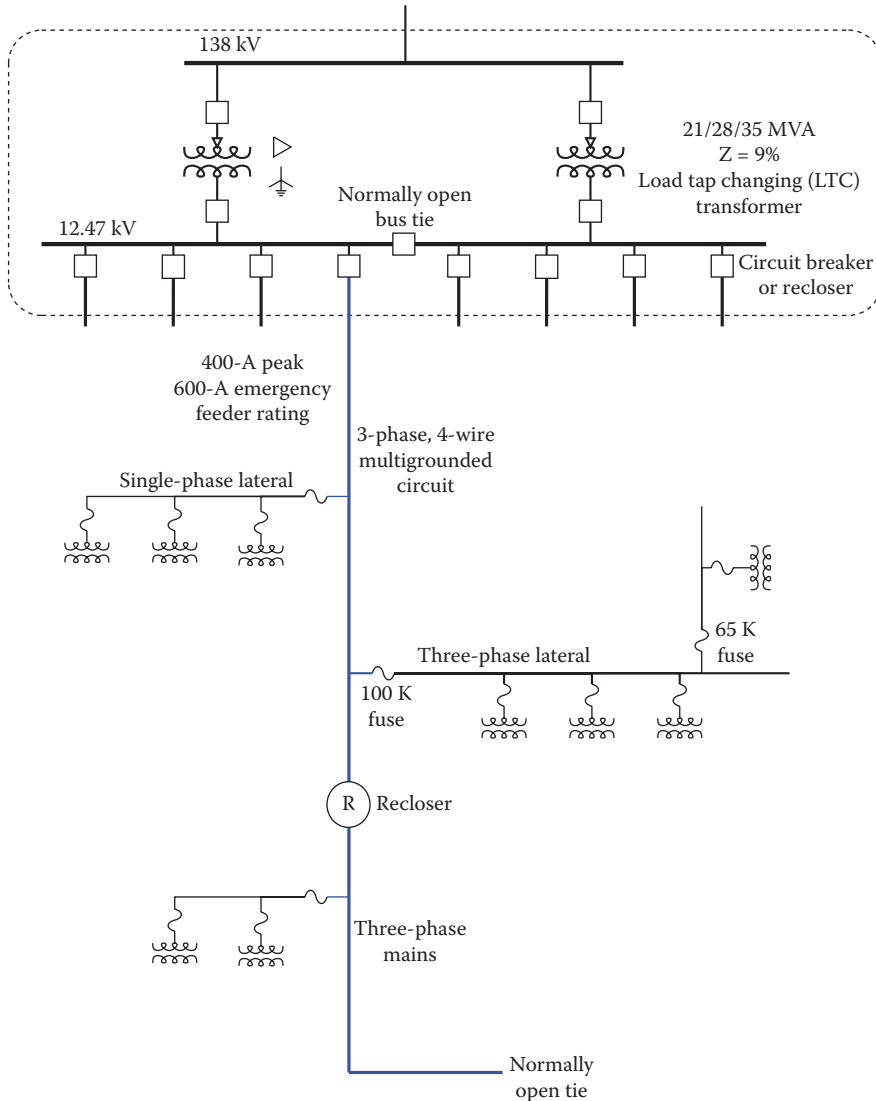 138 kV
21/28/35 MVA
Z = 9%
Load tap changing (LTC)
transformer
Normally open
bus tie
12.47 kV
Circuit breaker
or recloser
400-A peak
600-A emergency
feeder rating
3-phase, 4-wire
multigrounded
circuit
Single-phase lateral
65 K
fuse
Three-phase lateral
100 K
fuse
R
Recloser
Three-phase
mains
Normally
open tie